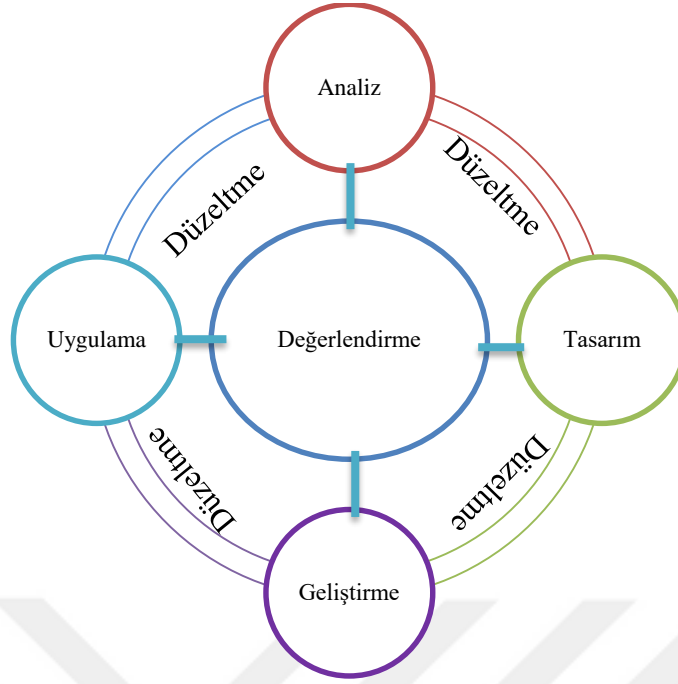 Analiz
Düzeltme
Düzeltme
Uygulama
Değerlendirme
Tasarım
Düzeltme
Düzeltme
Geliştirme